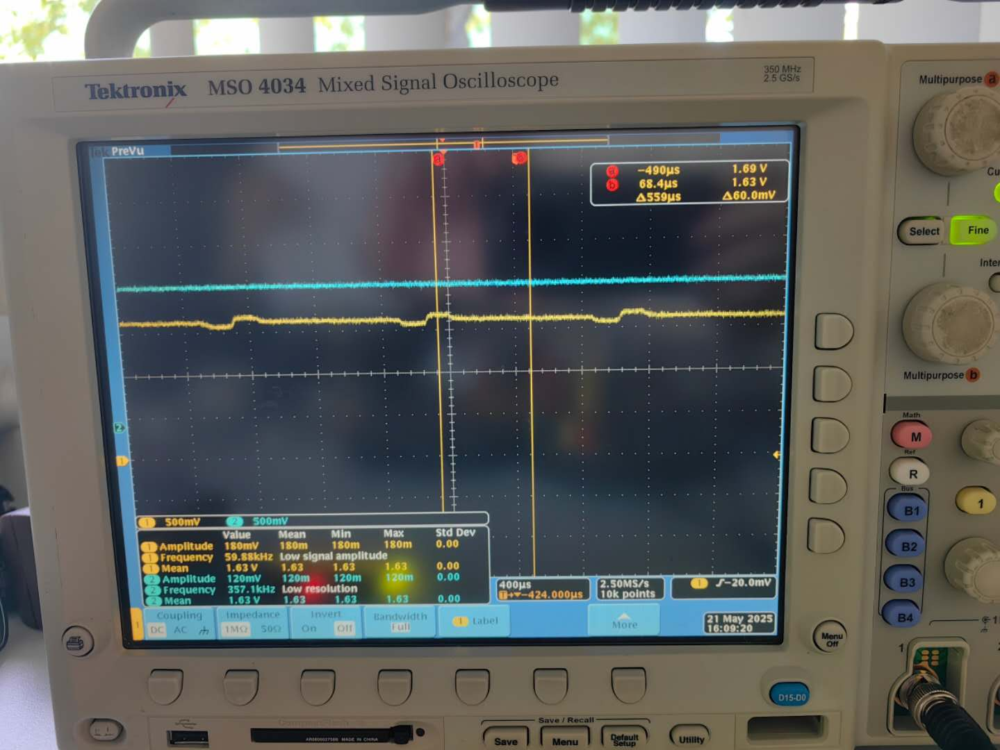 Tektronix MSO 4034 Mixed Signal Oscilloscope
350 MHz
2.5 GS/s
Multipurpose a
Tek PreVu
a -490µs 1.69 V
b 68.4µs 1.63 V
Δ559µs Δ60.0mV
Select
Fine
Multipurpose b
2
1
1 500mV 2 500mV
Value Mean Min Max Std Dev
1 Amplitude 180mV 180m 180m 180m 0.00
1 Frequency 59.88kHz Low signal amplitude
1 Mean 1.63 V 1.63 1.63 1.63 0.00
2 Amplitude 120mV 120m 120m 120m 0.00
2 Frequency 357.1kHz Low resolution
2 Mean 1.63 V 1.63 1.63 1.63 0.00
400µs
T→▼-424.000µs
2.50MS/s
10k points
1 ∫-20.0mV
1
Coupling
DC AC
Impedance
1MΩ 50Ω
Invert
On Off
Bandwidth
Full
1 Label
More
21 May 2025
16:09:20
Math
M
Ref
R
Bus
B1
B2
B3
B4
1
Menu
Off
1
D15-D0
CompactFlash
MADE IN CHINA
Save / Recall
Save
Menu
Default
Setup
Utility